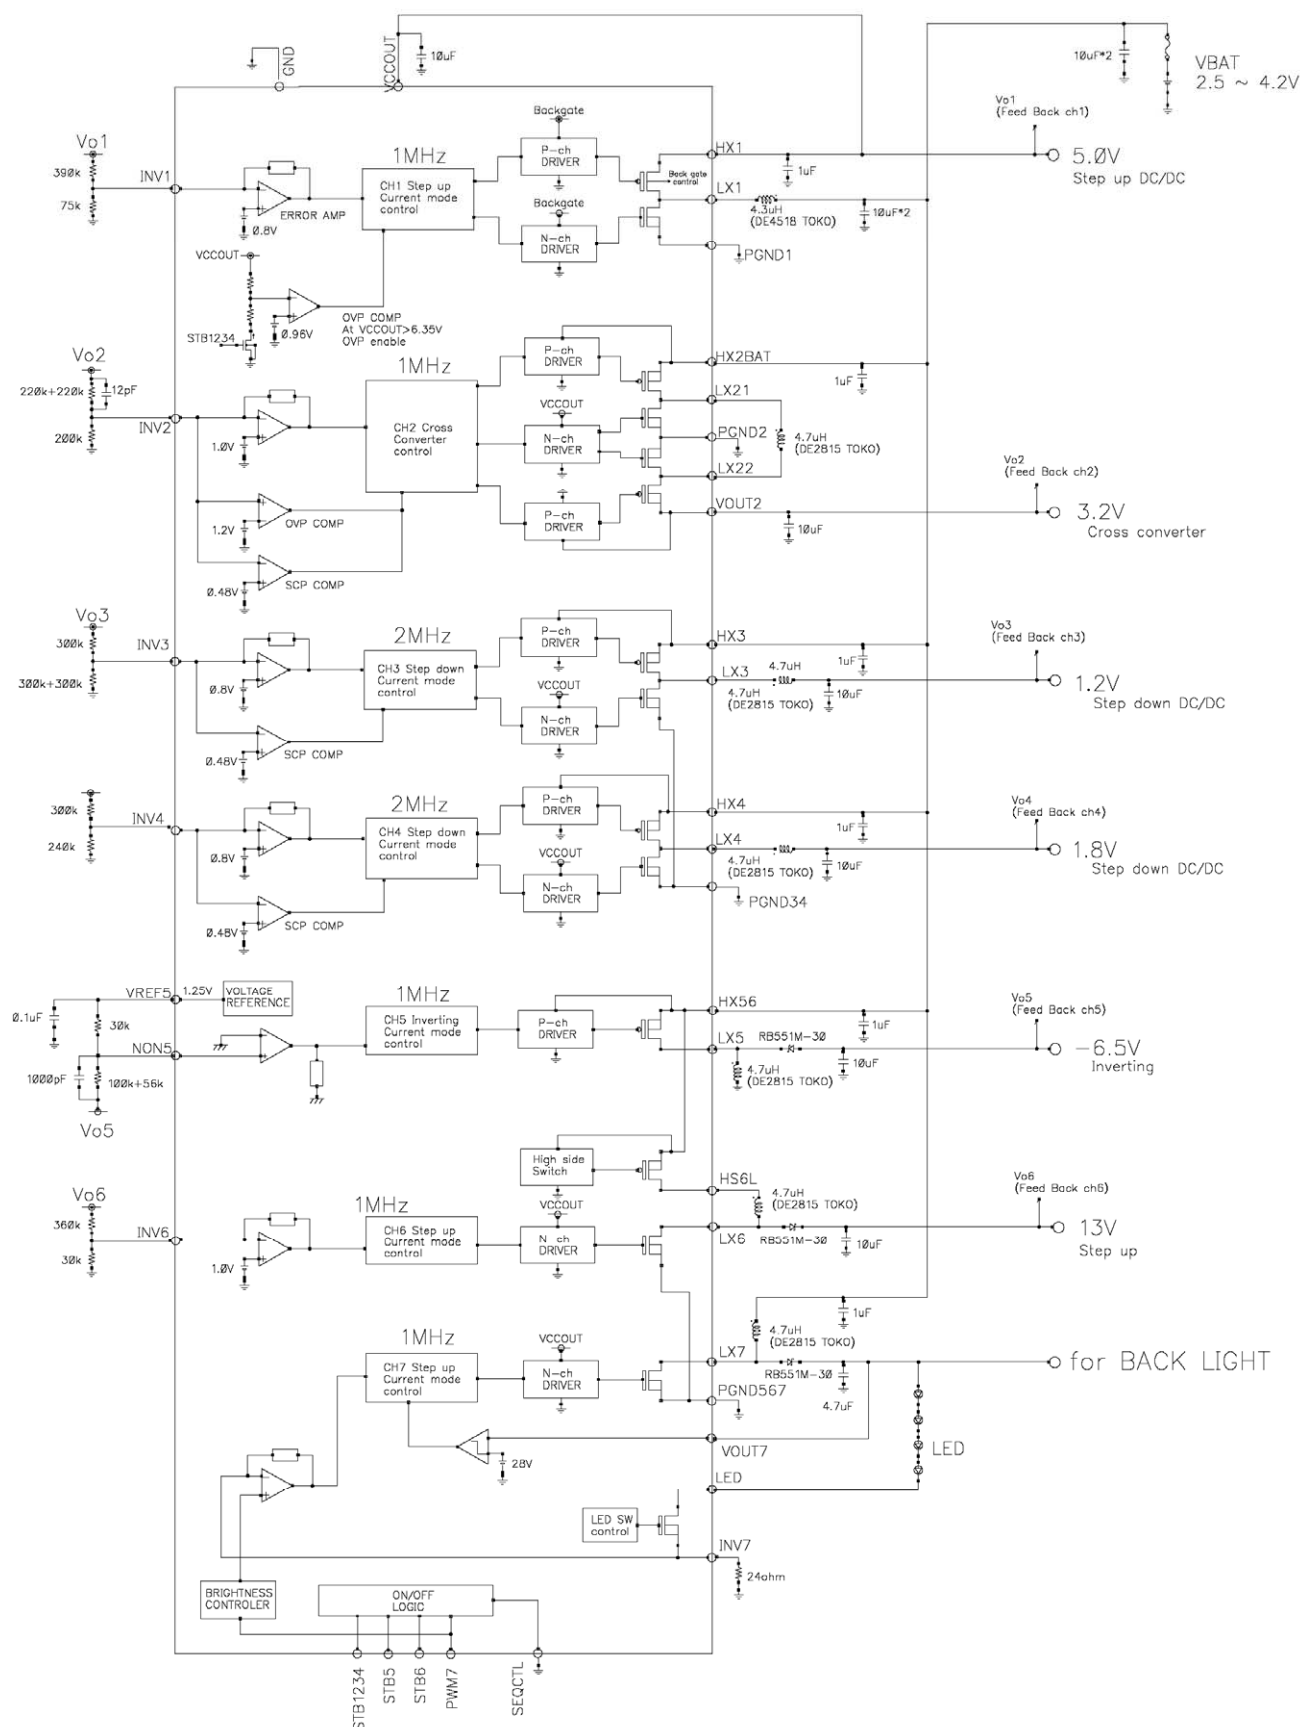 GND
VCCOUT
10uF
10uF*2
VBAT
2.5 ~ 4.2V
Vo1
(Feed Back ch1)
Backgate
P-ch
DRIVER
HX1
1uF
5.0V
Step up DC/DC
Vo1
390k
75k
INV1
0.8V
ERROR AMP
1MHz
CH1 Step up
Current mode
control
Back gate
control
LX1
4.3uH
(DE4518 TOKO)
10uF*2
Backgate
N-ch
DRIVER
PGND1
VCCOUT
STB1234
0.96V
OVP COMP
At VCCOUT>6.35V
OVP enable
Vo2
220k+220k
12pF
200k
INV2
1.0V
1MHz
CH2 Cross
Converter
control
P-ch
DRIVER
HX2BAT
1uF
LX21
VCCOUT
N-ch
DRIVER
PGND2
4.7uH
(DE2815 TOKO)
LX22
P-ch
DRIVER
VOUT2
10uF
Vo2
(Feed Back ch2)
3.2V
Cross converter
1.2V
OVP COMP
0.48V
SCP COMP
Vo3
300k
300k+300k
INV3
0.8V
2MHz
CH3 Step down
Current mode
control
P-ch
DRIVER
HX3
1uF
LX3
4.7uH
4.7uH
(DE2815 TOKO)
10uF
VCCOUT
N-ch
DRIVER
Vo3
(Feed Back ch3)
1.2V
Step down DC/DC
0.48V
SCP COMP
300k
240k
INV4
0.8V
2MHz
CH4 Step down
Current mode
control
P-ch
DRIVER
HX4
1uF
LX4
4.7uH
(DE2815 TOKO)
10uF
VCCOUT
N-ch
DRIVER
PGND34
Vo4
(Feed Back ch4)
1.8V
Step down DC/DC
0.48V
SCP COMP
VREF5
1.25V
VOLTAGE
REFERENCE
0.1uF
30k
NON5
1000pF
100k+56k
Vo5
1MHz
CH5 Inverting
Current mode
control
P-ch
DRIVER
HX56
1uF
LX5
RB551M-30
4.7uH
(DE2815 TOKO)
10uF
Vo5
(Feed Back ch5)
-6.5V
Inverting
High side
Switch
HS6L
4.7uH
(DE2815 TOKO)
Vo6
360k
30k
INV6
1.0V
1MHz
CH6 Step up
Current mode
control
VCCOUT
N ch
DRIVER
LX6
RB551M-30
10uF
Vo6
(Feed Back ch6)
13V
Step up
1uF
4.7uH
(DE2815 TOKO)
1MHz
CH7 Step up
Current mode
control
VCCOUT
N-ch
DRIVER
LX7
RB551M-30
4.7uF
PGND567
for BACK LIGHT
28V
VOUT7
LED
LED
LED SW
control
INV7
24ohm
BRIGHTNESS
CONTROLER
ON/OFF
LOGIC
STB1234
STB5
STB6
PWM7
SEQCTL